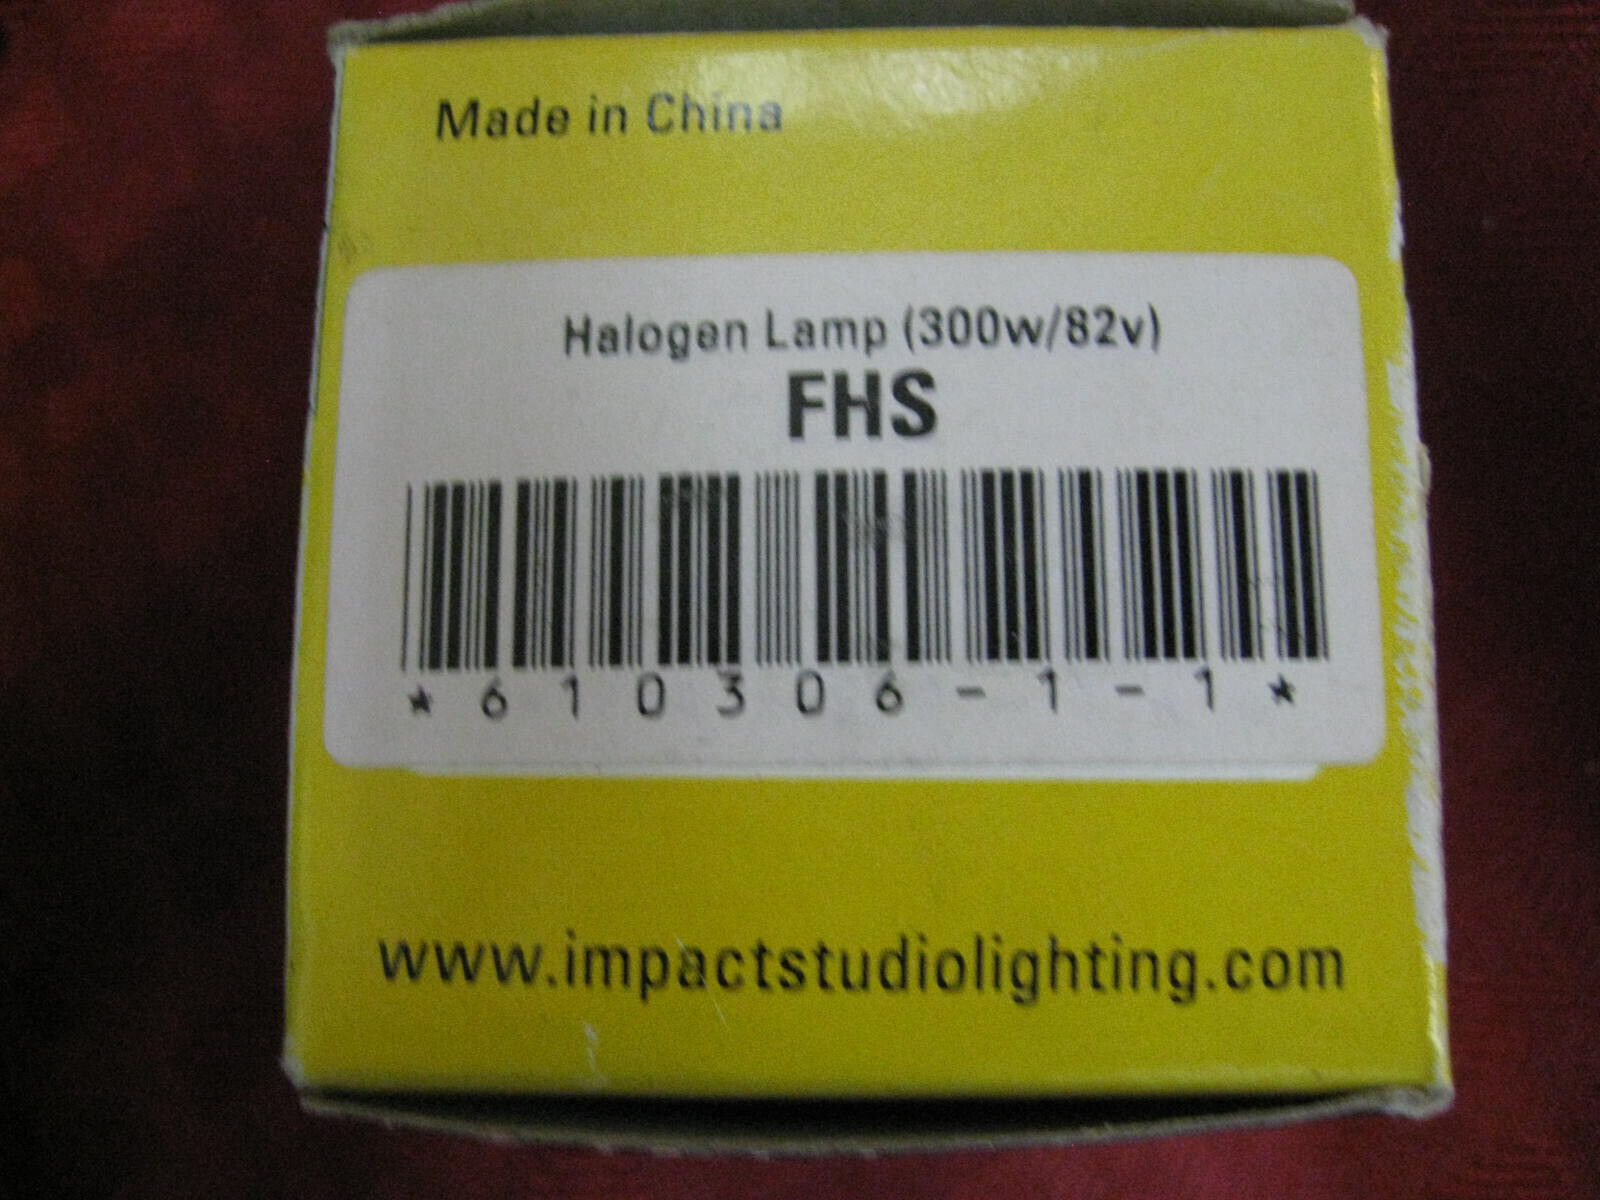 Made in China
Halogen Lamp (300w/82v)
FHS
*610306-1-1*
www.impactstudiolighting.com